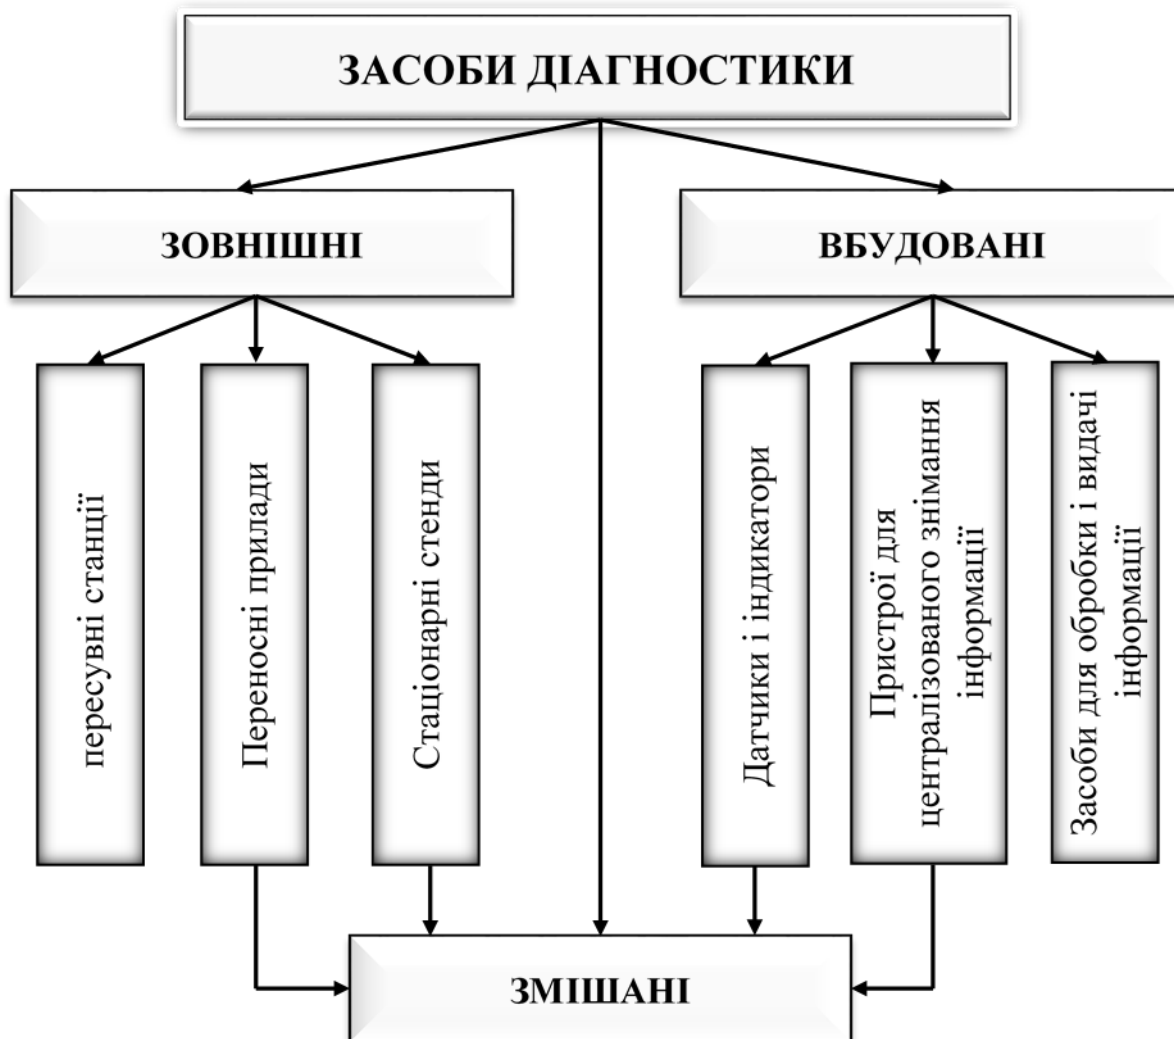 ЗАСОБИ ДІАГНОСТИКИ
ЗОВНІШНІ
ВБУДОВАНІ
пересувні станції
Переносні прилади
Стаціонарні стенди
Датчики і індикатори
Пристрої для
централізованого знімання
інформації
Засоби для обробки і видачі
інформації
ЗМІШАНІ